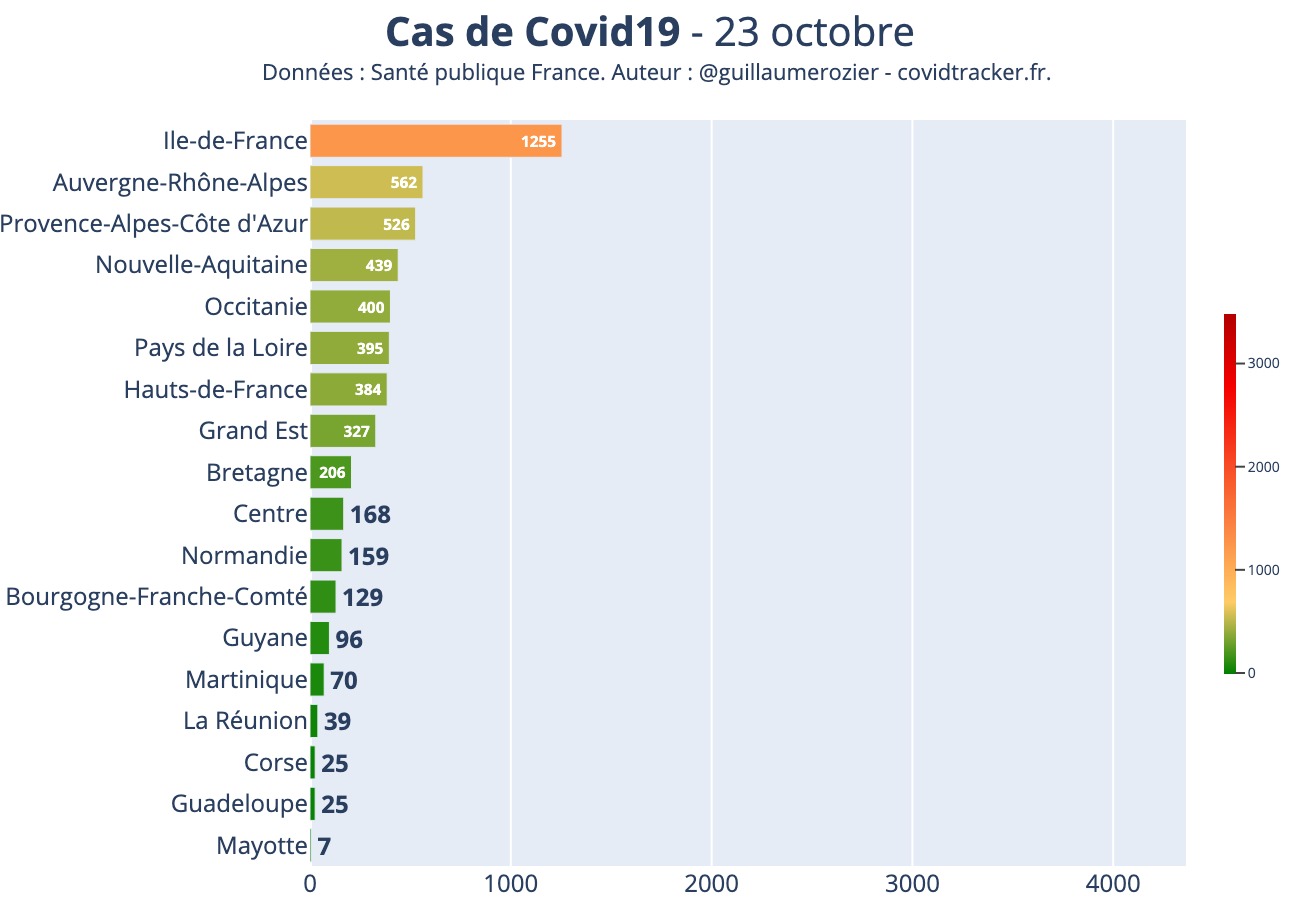 Cas de Covid19 - 23 octobre
Données : Santé publique France. Auteur : @guillaumerozier - covidtracker.fr.
Ile-de-France 1255
Auvergne-Rhône-Alpes 562
Provence-Alpes-Côte d'Azur 526
Nouvelle-Aquitaine 439
Occitanie 400
Pays de la Loire 395
Hauts-de-France 384
Grand Est 327
Bretagne 206
Centre 168
Normandie 159
Bourgogne-Franche-Comté 129
Guyane 96
Martinique 70
La Réunion 39
Corse 25
Guadeloupe 25
Mayotte 7
0 1000 2000 3000 4000
3000
2000
1000
0